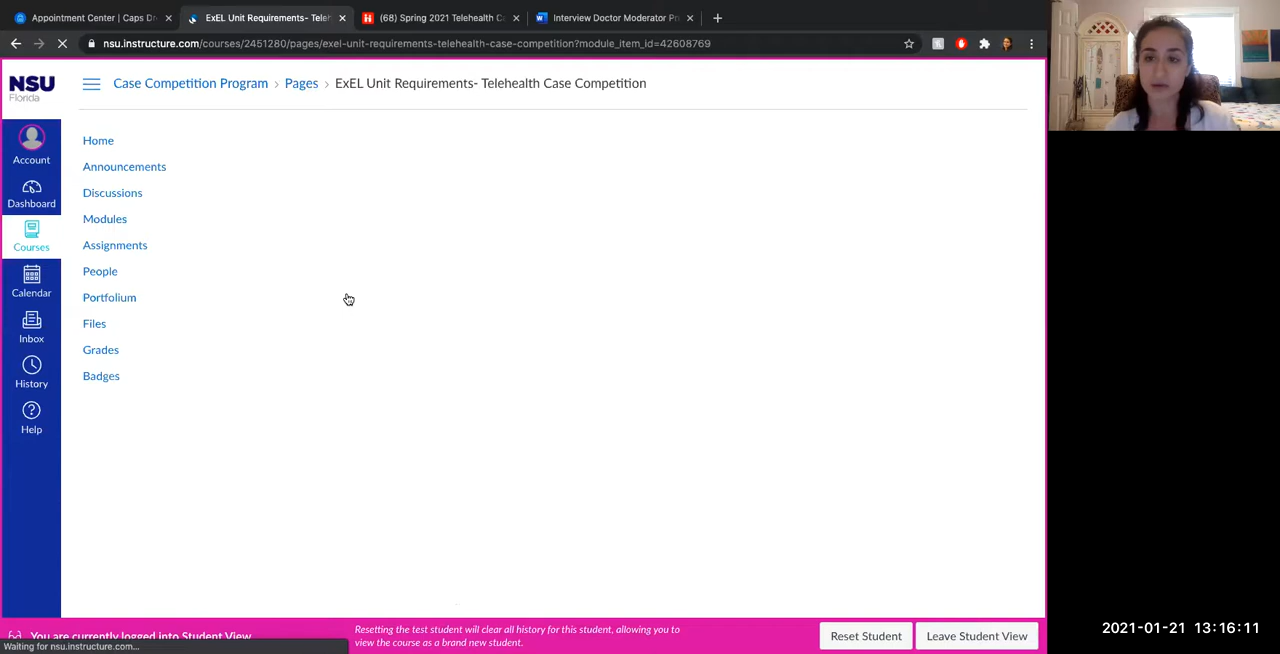 Appointment Center | Caps Dr
ExEL Unit Requirements- Teleh
(68) Spring 2021 Telehealth Ca
Interview Doctor Moderator Pr
nsu.instructure.com/courses/2451280/pages/exel-unit-requirements-telehealth-case-competition?module_item_id=42608769
NSU
Florida
Case Competition Program > Pages > ExEL Unit Requirements- Telehealth Case Competition
Account
Dashboard
Courses
Calendar
Inbox
History
Help
Home
Announcements
Discussions
Modules
Assignments
People
Portfolium
Files
Grades
Badges
You are currently logged into Student View
Resetting the test student will clear all history for this student, allowing you to
view the course as a brand new student.
Reset Student
Leave Student View
Waiting for nsu.instructure.com...
2021-01-21 13:16:11